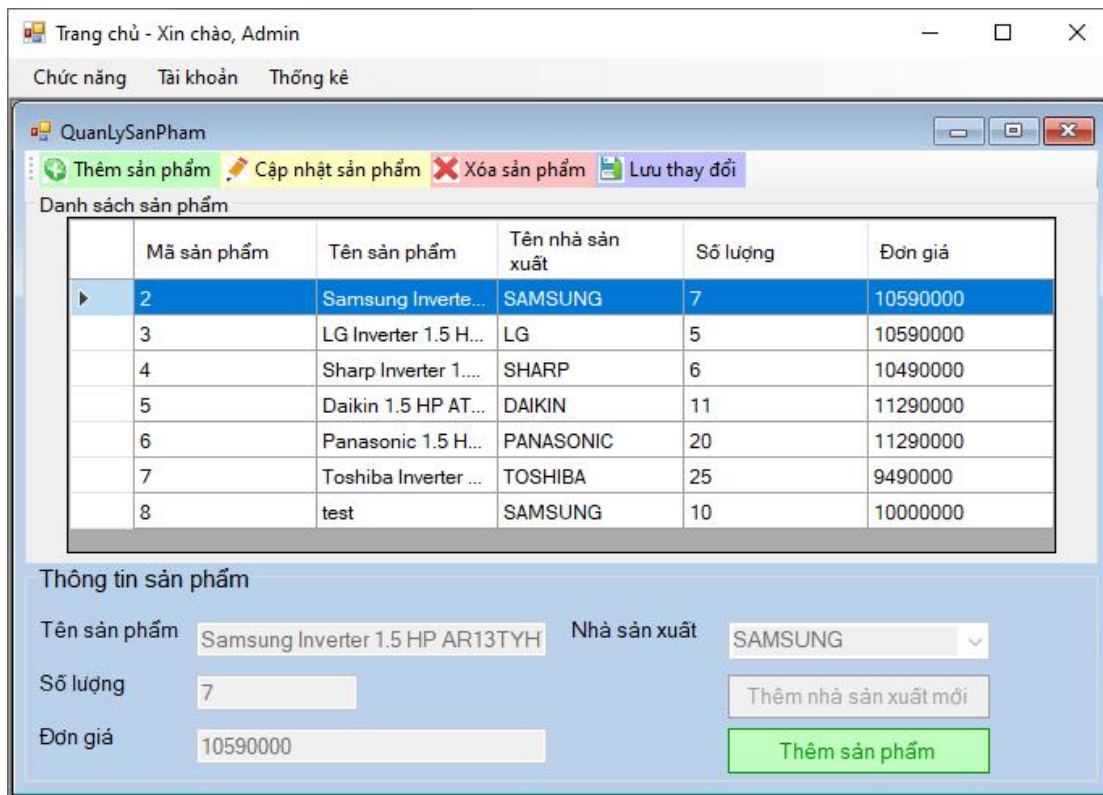 Trang chủ - Xin chào, Admin
Chức năng Tài khoản Thống kê
QuanLySanPham
Thêm sản phẩm Cập nhật sản phẩm Xóa sản phẩm Lưu thay đổi
Danh sách sản phẩm
Mã sản phẩm Tên sản phẩm Tên nhà sản xuất Số lượng Đơn giá
2 Samsung Inverte... SAMSUNG 7 10590000
3 LG Inverter 1.5 H... LG 5 10590000
4 Sharp Inverter 1.... SHARP 6 10490000
5 Daikin 1.5 HP AT... DAIKIN 11 11290000
6 Panasonic 1.5 H... PANASONIC 20 11290000
7 Toshiba Inverter ... TOSHIBA 25 9490000
8 test SAMSUNG 10 10000000
Thông tin sản phẩm
Tên sản phẩm Samsung Inverter 1.5 HP AR13TYH Nhà sản xuất SAMSUNG
Số lượng 7 Thêm nhà sản xuất mới
Đơn giá 10590000 Thêm sản phẩm